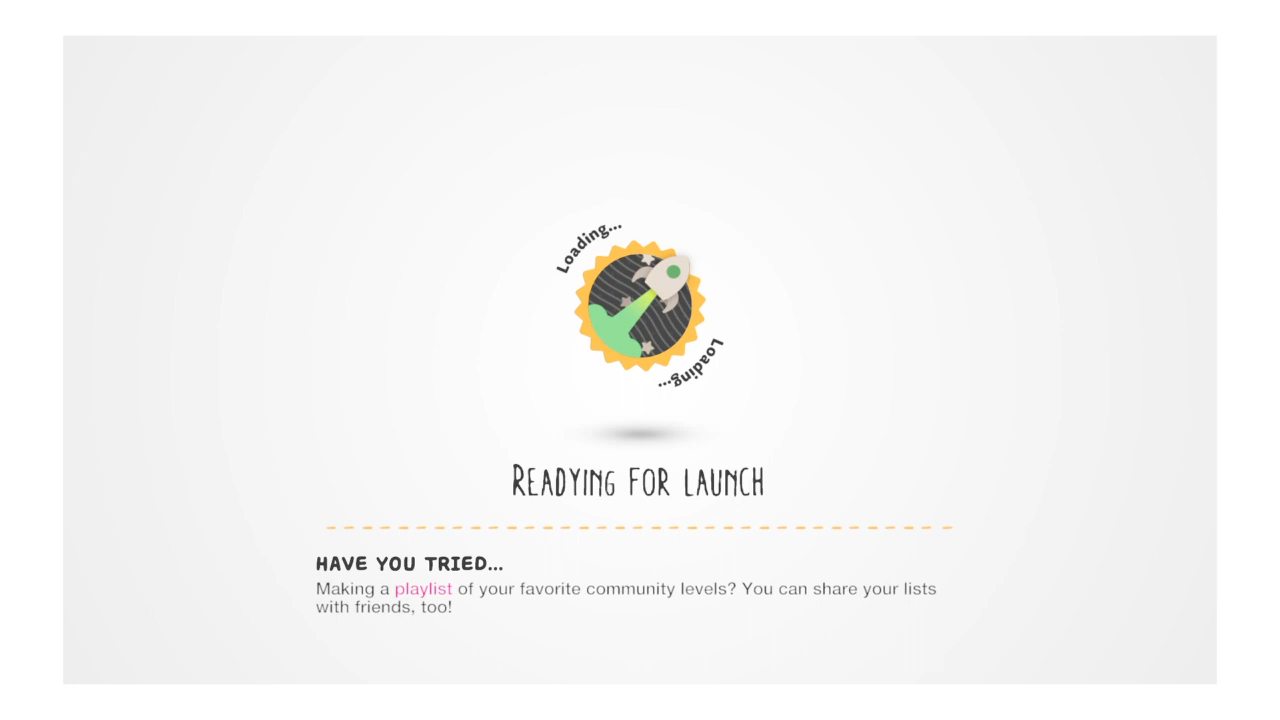 Loading...
Loading...
READYING FOR LAUNCH
HAVE YOU TRIED...
Making a playlist of your favorite community levels? You can share your lists
with friends, too!